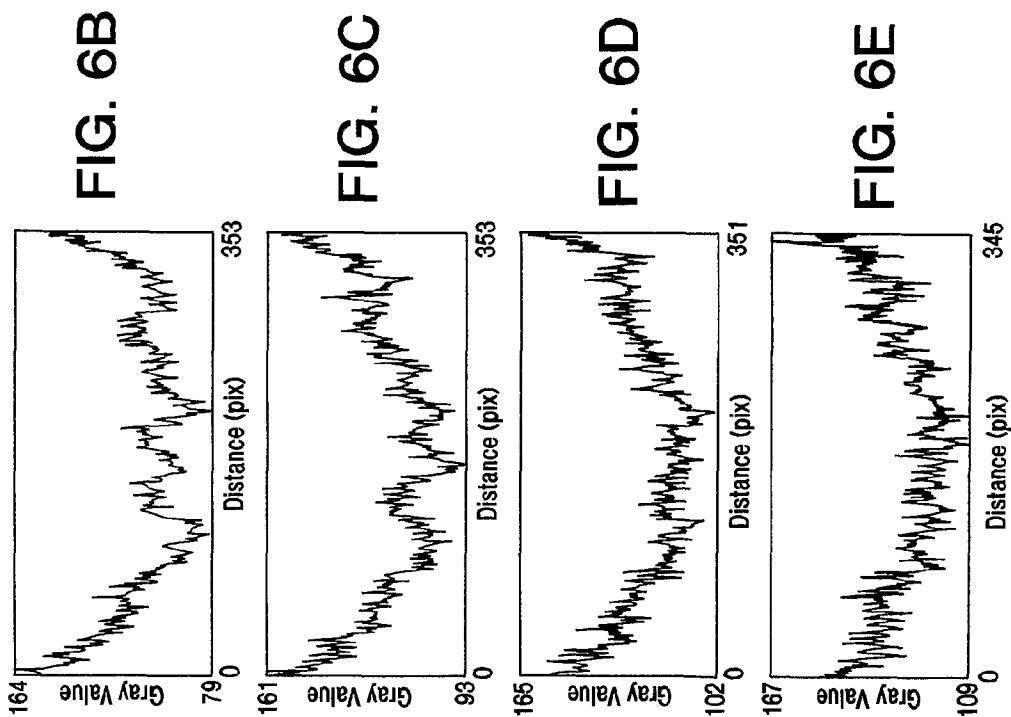 FIG. 6B
164
Gray Value
79
0
Distance (pix)
353
FIG. 6C
161
Gray Value
93
0
Distance (pix)
353
FIG. 6D
165
Gray Value
102
0
Distance (pix)
351
FIG. 6E
167
Gray Value
109
0
Distance (pix)
345